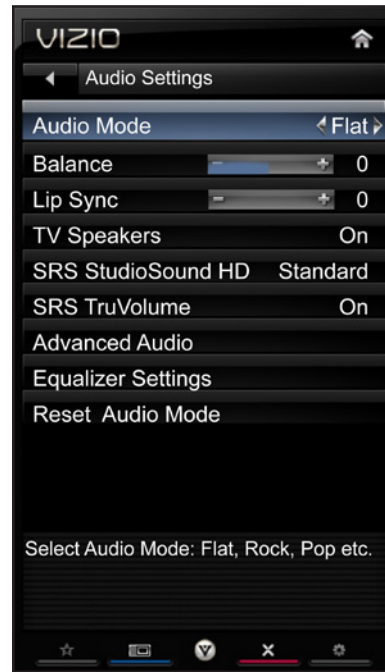 VIZIO
Audio Settings
Audio Mode Flat
Balance 0
Lip Sync 0
TV Speakers On
SRS StudioSound HD Standard
SRS TruVolume On
Advanced Audio
Equalizer Settings
Reset Audio Mode
Select Audio Mode: Flat, Rock, Pop etc.
V